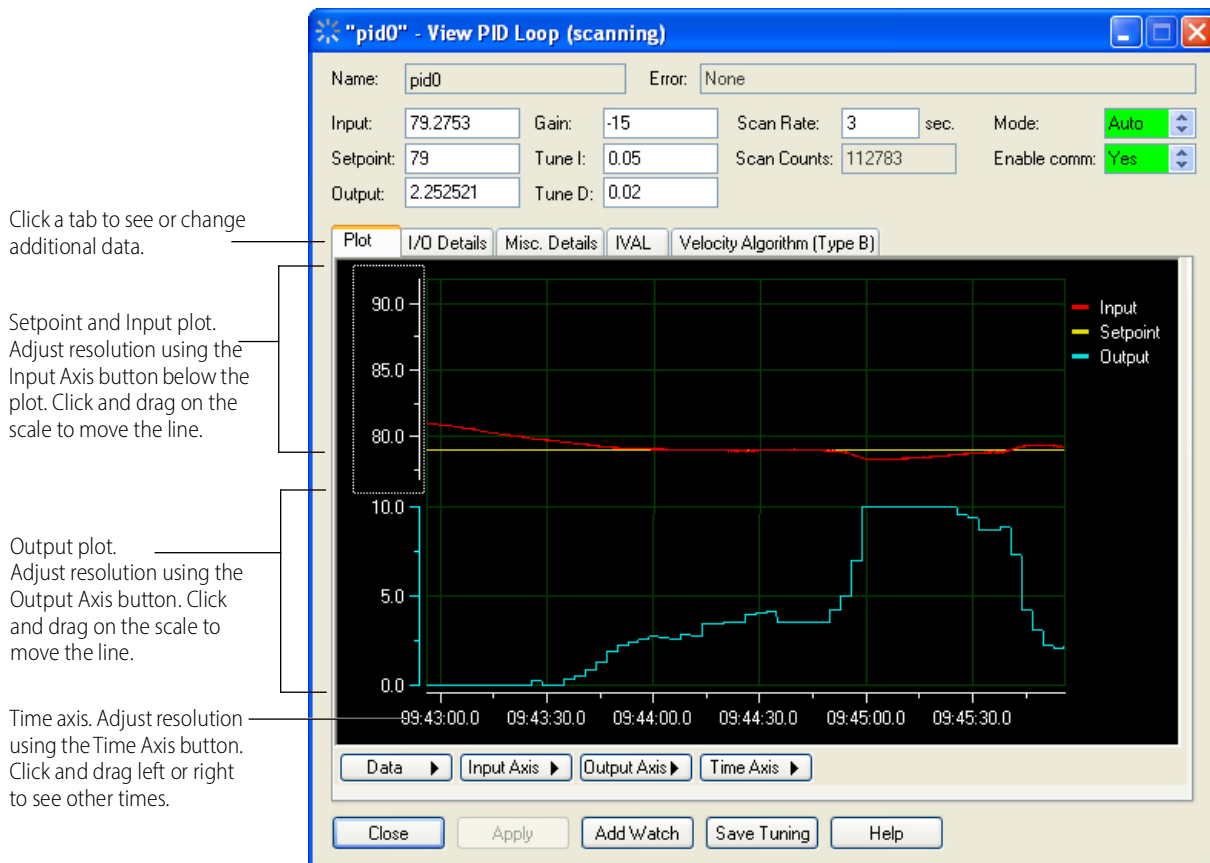 "pid0" - View PID Loop (scanning)
Name: pid0 Error: None
Input: 79.2753 Gain: -15 Scan Rate: 3 sec. Mode: Auto
Setpoint: 79 Tune I: 0.05 Scan Counts: 112783 Enable comm: Yes
Output: 2.252521 Tune D: 0.02
Click a tab to see or change
additional data.
Plot I/O Details Misc. Details IVAL Velocity Algorithm (Type B)
Setpoint and Input plot.
Adjust resolution using the
Input Axis button below the
plot. Click and drag on the
scale to move the line.
90.0
85.0
80.0
Input
Setpoint
Output
Output plot.
Adjust resolution using the
Output Axis button. Click
and drag on the scale to
move the line.
10.0
5.0
0.0
Time axis. Adjust resolution
using the Time Axis button.
Click and drag left or right
to see other times.
09:43:00.0 09:43:30.0 09:44:00.0 09:44:30.0 09:45:00.0 09:45:30.0
Data Input Axis Output Axis Time Axis
Close Apply Add Watch Save Tuning Help